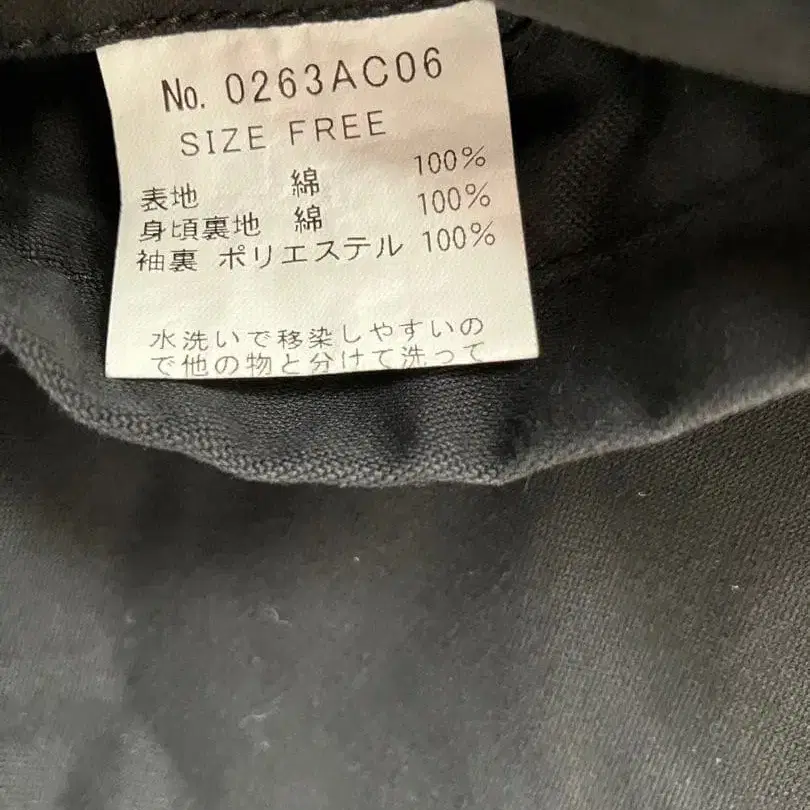 No. 0263AC06
SIZE FREE
表地 綿 100%
身頃裏地 綿 100%
袖裏 ポリエステル 100%
水洗いで移染しやすいの
で他の物と分けて洗って